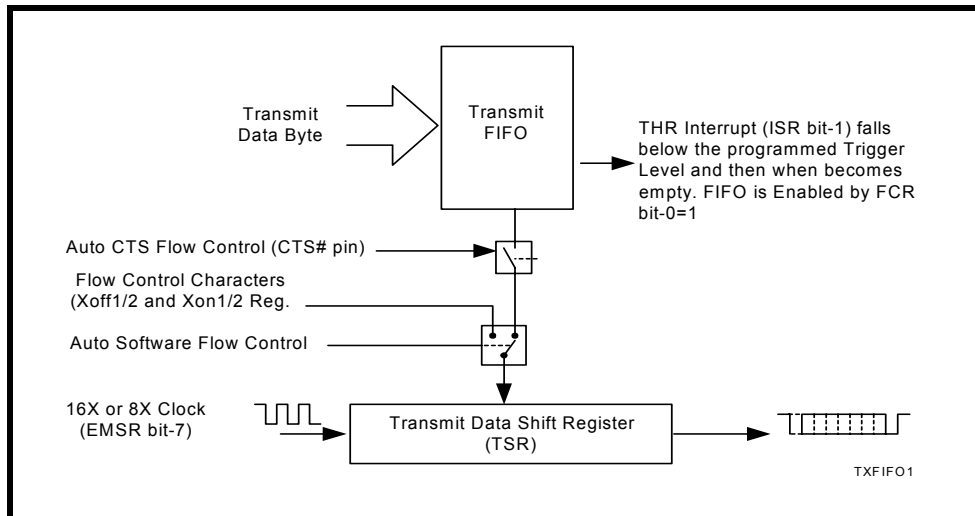 Transmit
Data Byte
Transmit
FIFO
THR Interrupt (ISR bit-1) falls
below the programmed Trigger
Level and then when becomes
empty. FIFO is Enabled by FCR
bit-0=1
Auto CTS Flow Control (CTS# pin)
Flow Control Characters
(Xoff1/2 and Xon1/2 Reg.
Auto Software Flow Control
16X or 8X Clock
(EMSR bit-7)
Transmit Data Shift Register
(TSR)
TXFIFO1